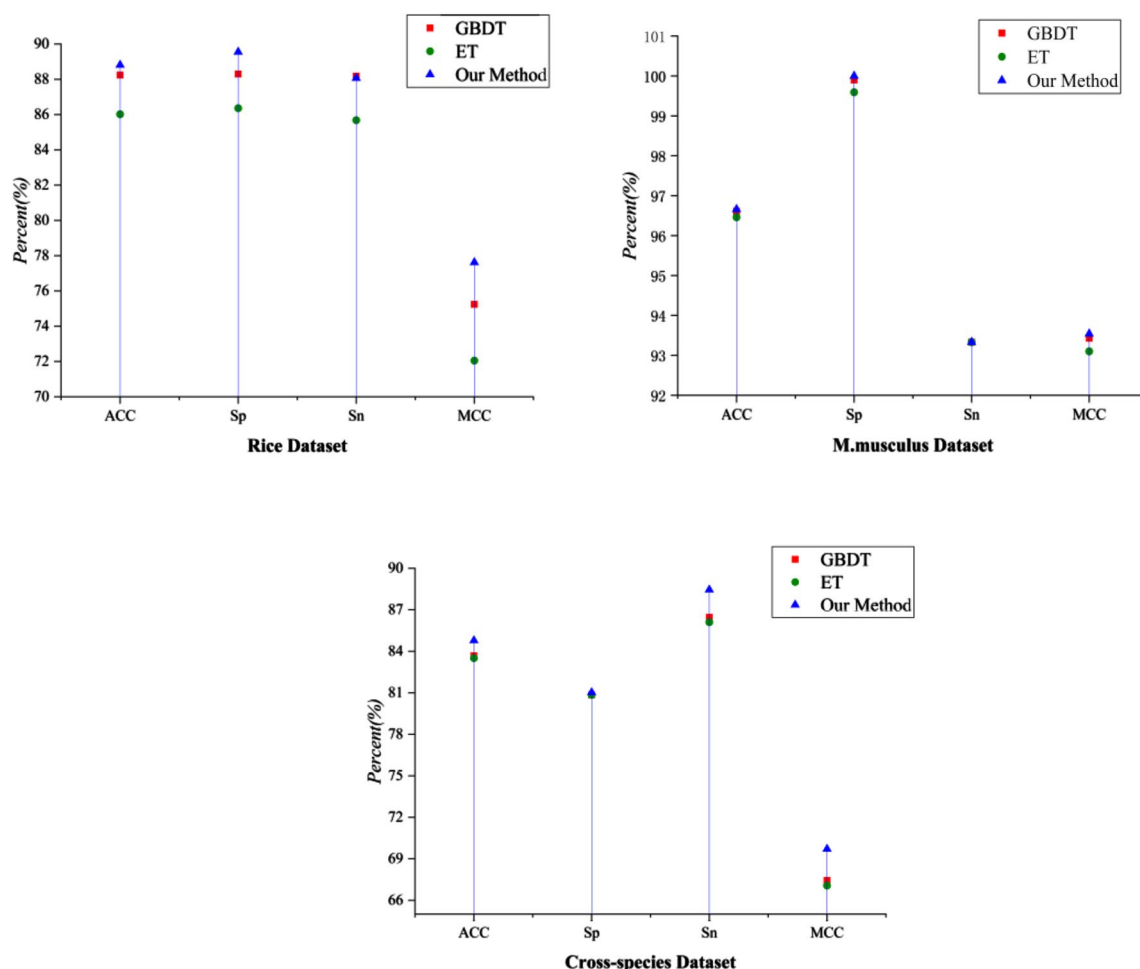 GBDT
ET
Our Method
90
88
86
84
82
80
78
76
74
72
70
Percent(%)
ACC Sp Sn MCC
Rice Dataset
GBDT
ET
Our Method
101
100
99
98
97
96
95
94
93
92
Percent(%)
ACC Sp Sn MCC
M.musculus Dataset
GBDT
ET
Our Method
90
87
84
81
78
75
72
69
66
Percent(%)
ACC Sp Sn MCC
Cross-species Dataset